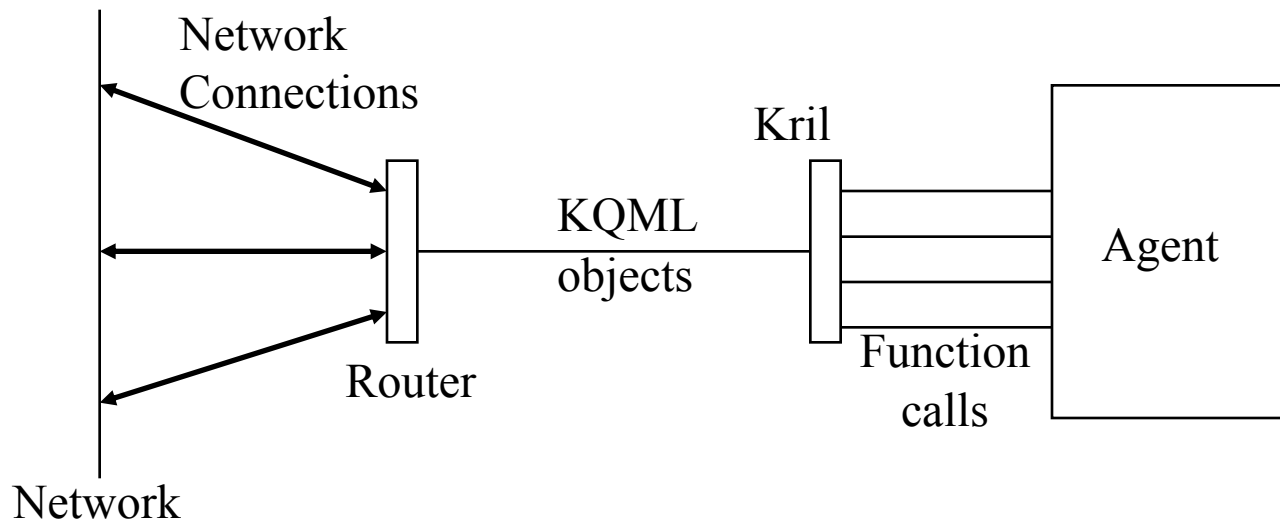 Network
Connections
Kril
KQML
objects
Agent
Function
calls
Router
Network